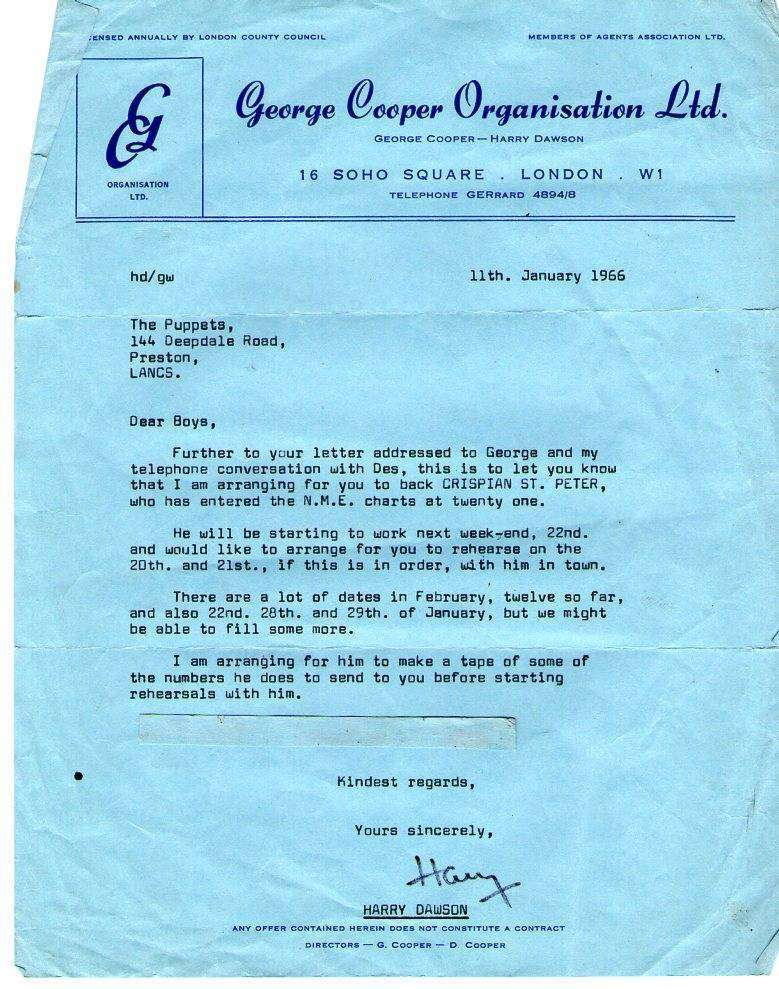 ENSED ANNUALLY BY LONDON COUNTY COUNCIL
MEMBERS OF AGENTS ASSOCIATION LTD.
GC
ORGANISATION
LTD.
George Cooper Organisation Ltd.
GEORGE COOPER — HARRY DAWSON
16 SOHO SQUARE . LONDON . W1
TELEPHONE GERRARD 4894/8
hd/gw
11th. January 1966
The Puppets,
144 Deepdale Road,
Preston,
LANCS.
Dear Boys,
Further to your letter addressed to George and my
telephone conversation with Des, this is to let you know
that I am arranging for you to back CRISPIAN ST. PETER,
who has entered the N.M.E. charts at twenty one.
He will be starting to work next week-end, 22nd.
and would like to arrange for you to rehearse on the
20th. and 21st., if this is in order, with him in town.
There are a lot of dates in February, twelve so far,
and also 22nd. 28th. and 29th. of January, but we might
be able to fill some more.
I am arranging for him to make a tape of some of
the numbers he does to send to you before starting
rehearsals with him.
Kindest regards,
Yours sincerely,
Harry
HARRY DAWSON
ANY OFFER CONTAINED HEREIN DOES NOT CONSTITUTE A CONTRACT
DIRECTORS — G. COOPER — D. COOPER